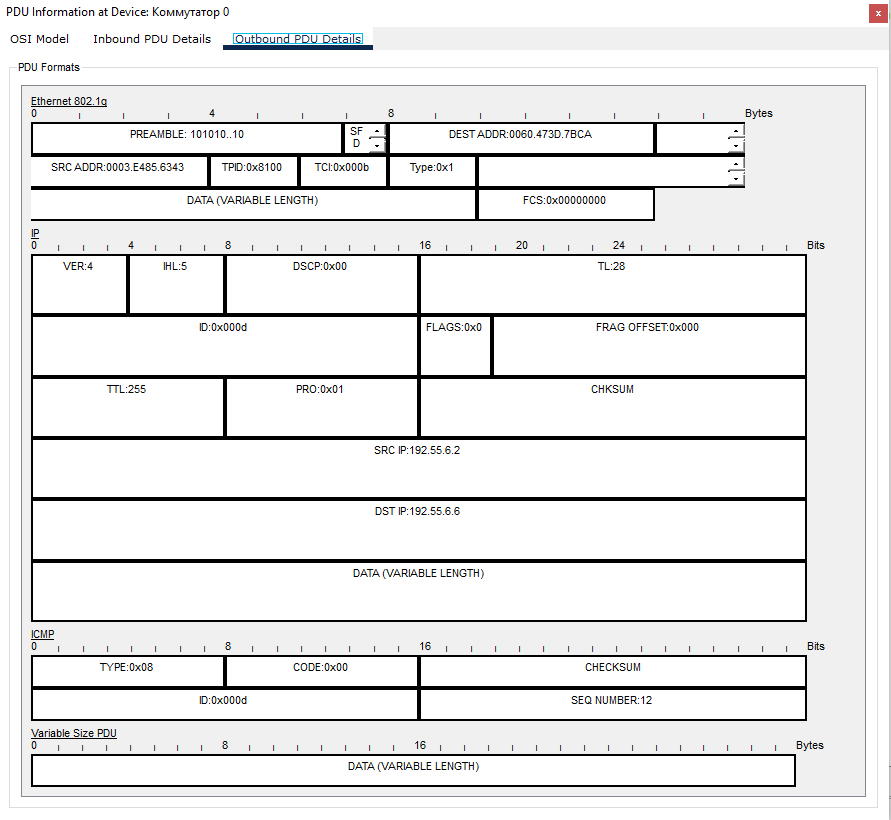 PDU Information at Device: Коммутатор 0
x
OSI Model Inbound PDU Details Outbound PDU Details
PDU Formats
Ethernet 802.1q
0 4 8 Bytes
PREAMBLE: 101010..10 SF D DEST ADDR:0060.473D.7BCA
SRC ADDR:0003.E485.6343 TPID:0x8100 TCI:0x000b Type:0x1
DATA (VARIABLE LENGTH) FCS:0x00000000
IP
0 4 8 16 20 24 Bits
VER:4 IHL:5 DSCP:0x00 TL:28
ID:0x000d FLAGS:0x0 FRAG OFFSET:0x000
TTL:255 PRO:0x01 CHKSUM
SRC IP:192.55.6.2
DST IP:192.55.6.6
DATA (VARIABLE LENGTH)
ICMP
0 8 16 Bits
TYPE:0x08 CODE:0x00 CHECKSUM
ID:0x000d SEQ NUMBER:12
Variable Size PDU
0 8 16 Bytes
DATA (VARIABLE LENGTH)